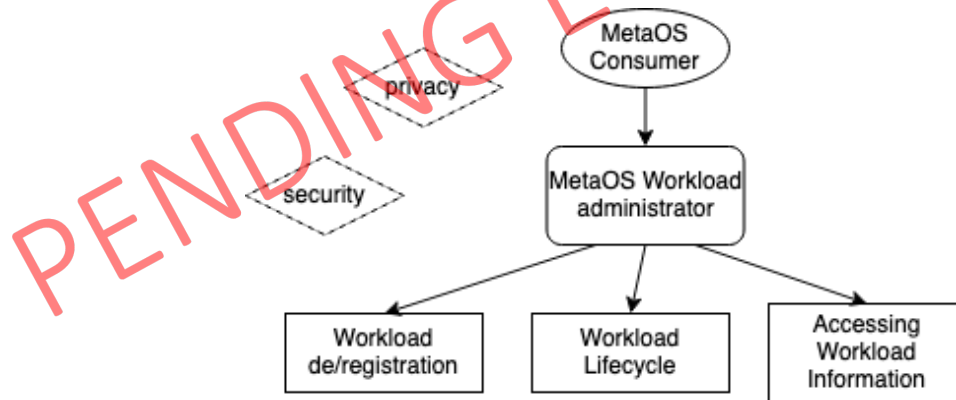 PENDING
MetaOS
Consumer
privacy
security
MetaOS Workload
administrator
Workload
de/registration
Workload
Lifecycle
Accessing
Workload
Information